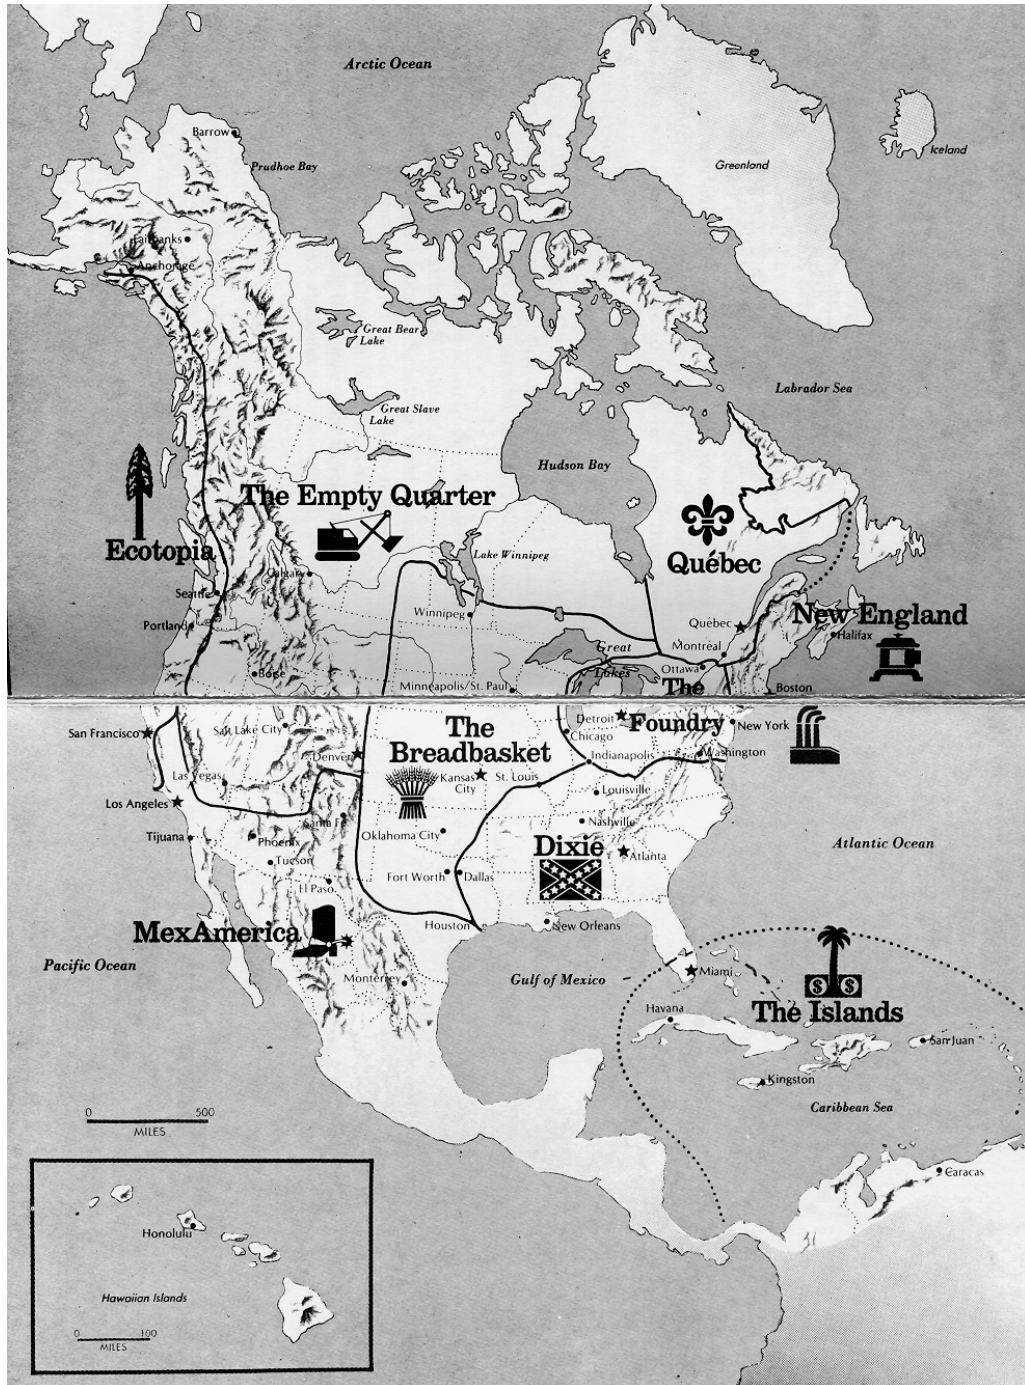 Arctic Ocean
Barrow
Prudhoe Bay
Greenland
Iceland
Fairbanks
Anchorage
Great Bear
Lake
Great Slave
Lake
Labrador Sea
Hudson Bay
The Empty Quarter
Ecotopia
Québec
Lake Winnipeg
Calgary
Seattle
Winnipeg
Portland
Québec
New England
Halifax
Great
Lakes
Montréal
Ottawa
The
Boise
Minneapolis/St. Paul
Boston
San Francisco
Salt Lake City
The
Breadbasket
Detroit
Foundry
New York
Chicago
Denver
Indianapolis
Washington
Las Vegas
Kansas
City
St. Louis
Los Angeles
Louisville
Santa Fe
Tijuana
Phoenix
Oklahoma City
Nashville
Dixie
Atlanta
Atlantic Ocean
Tucson
El Paso
Fort Worth
Dallas
MexAmerica
Houston
New Orleans
Pacific Ocean
Monterrey
Gulf of Mexico
Miami
$ $
The Islands
Havana
San Juan
Kingston
Caribbean Sea
0 500
MILES
Caracas
Honolulu
Hawaiian Islands
0 100
MILES